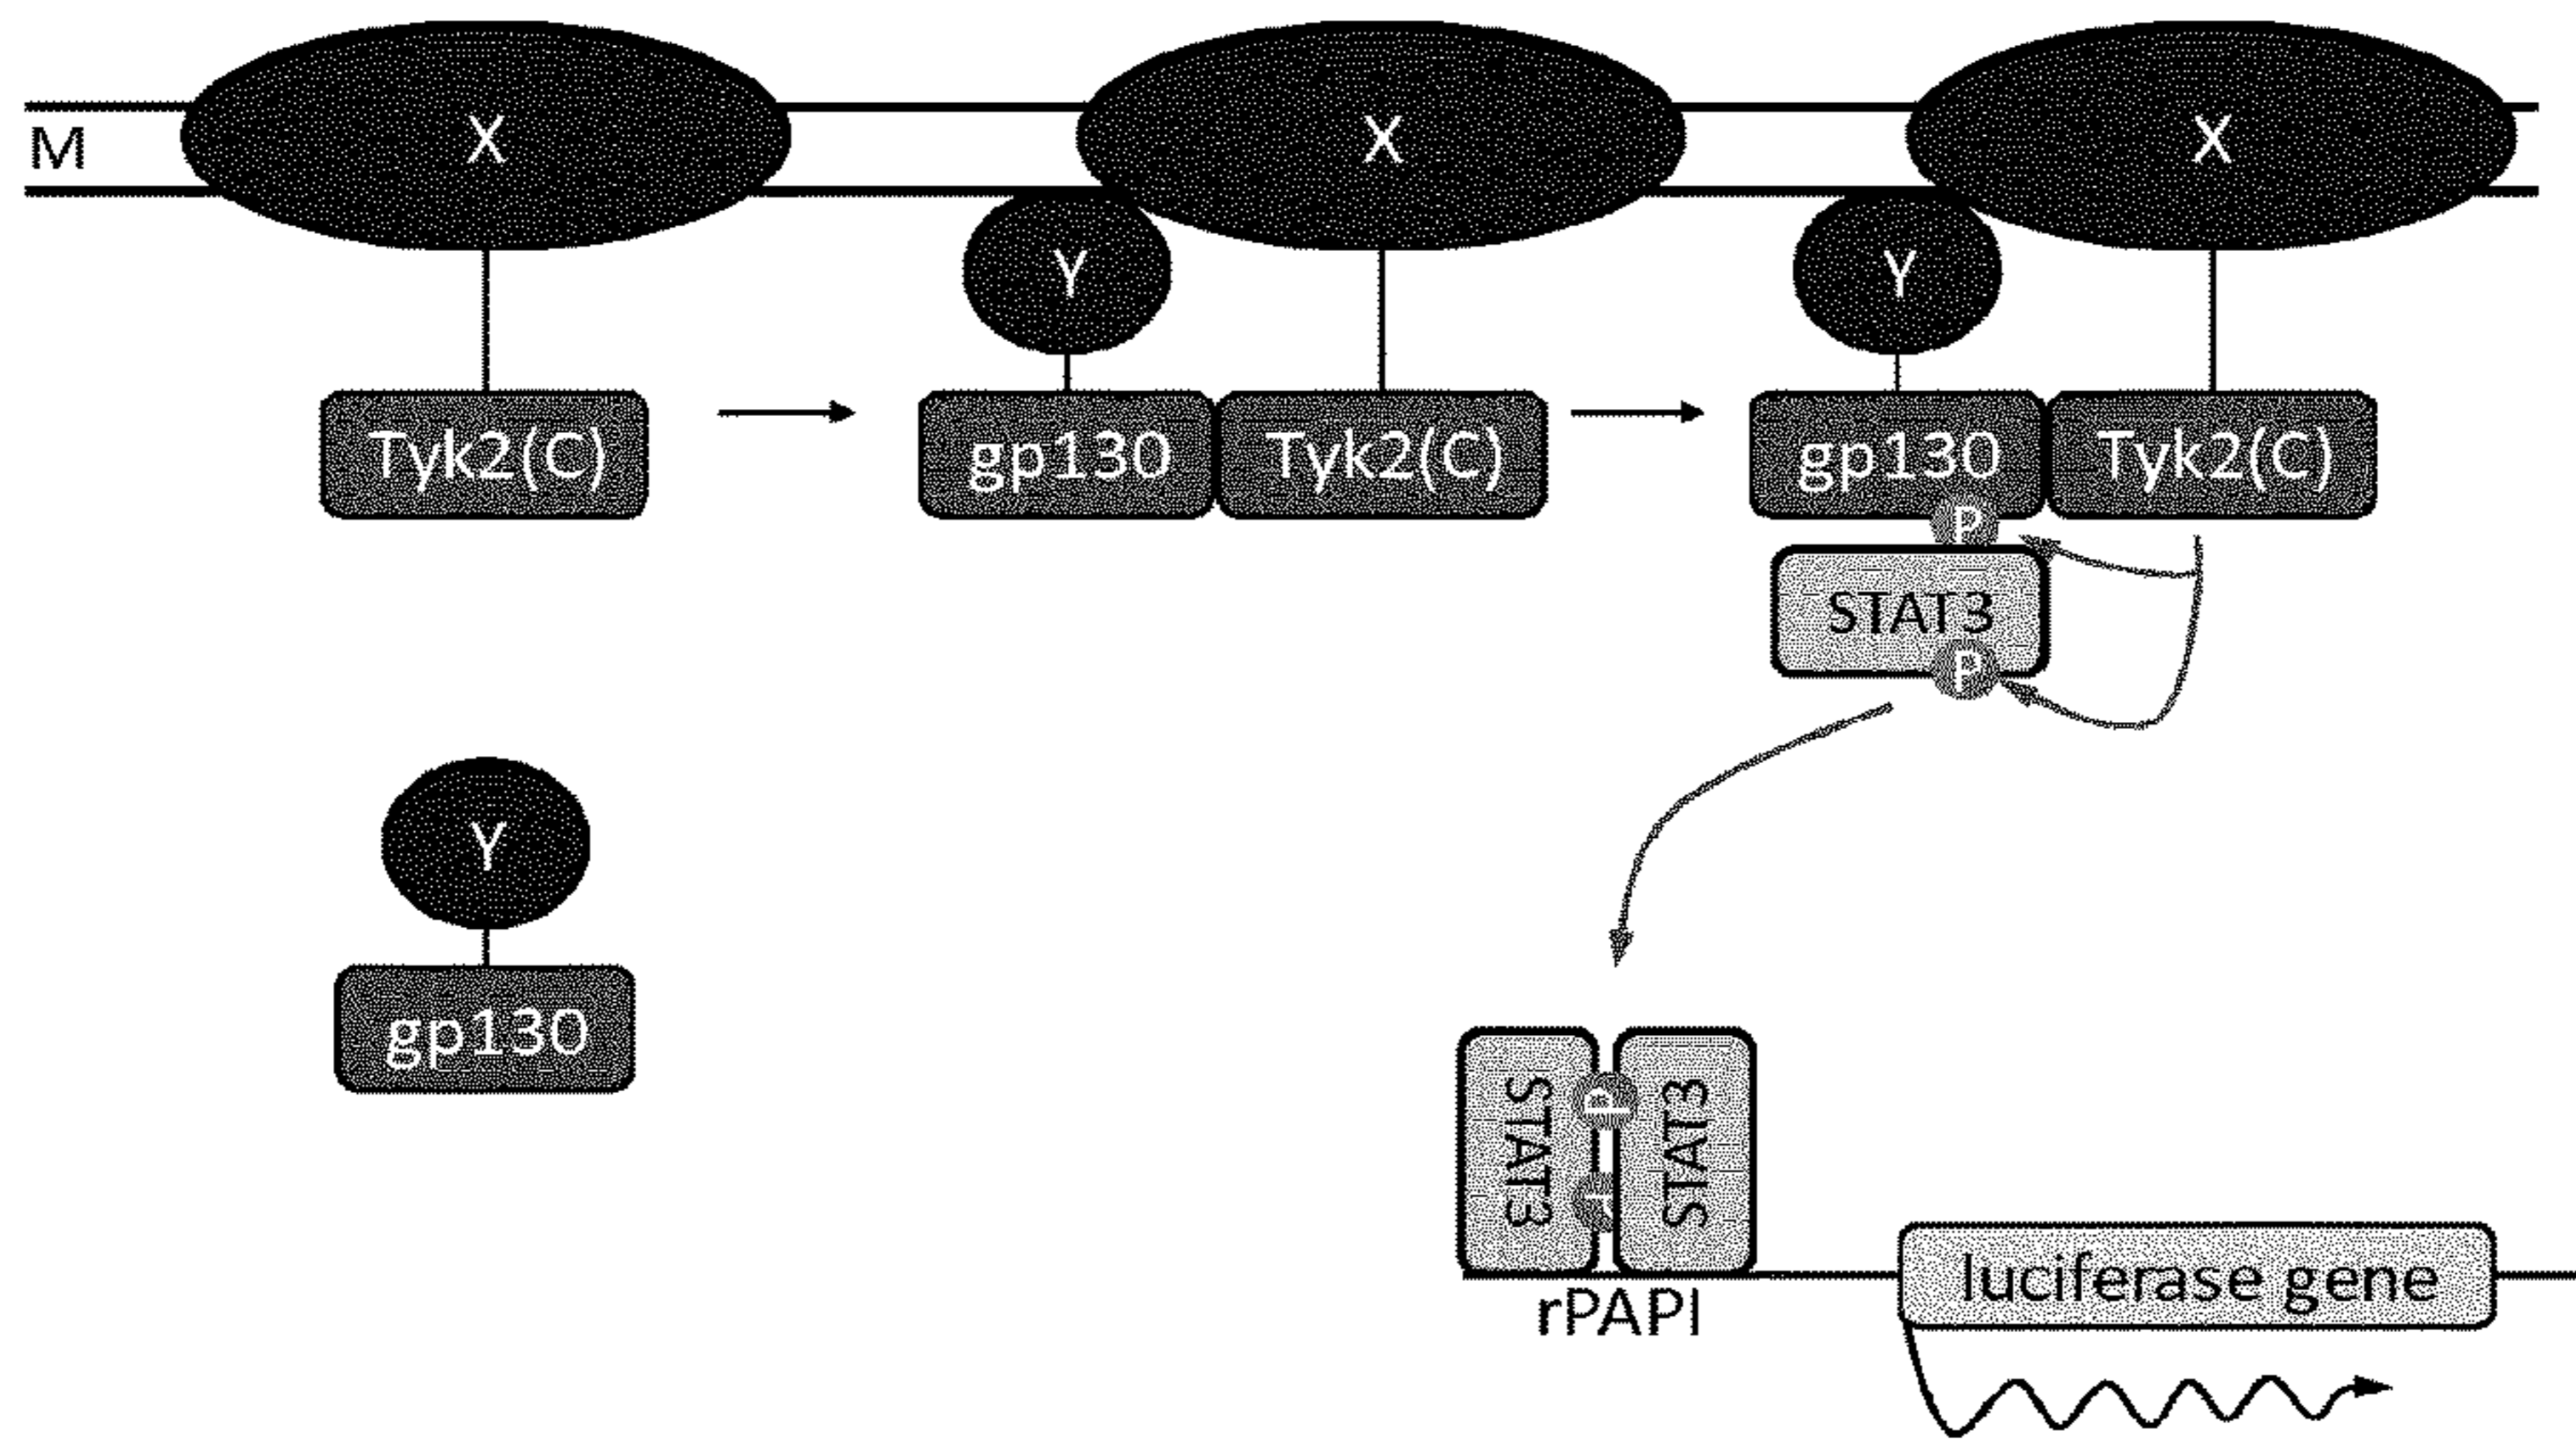 M
X
X
X
Y
Y
Tyk2(C)
gp130
Tyk2(C)
gp130
Tyk2(C)
P
STAT3
P
Y
gp130
STAT3
P
STAT3
luciferase gene
rPAPI